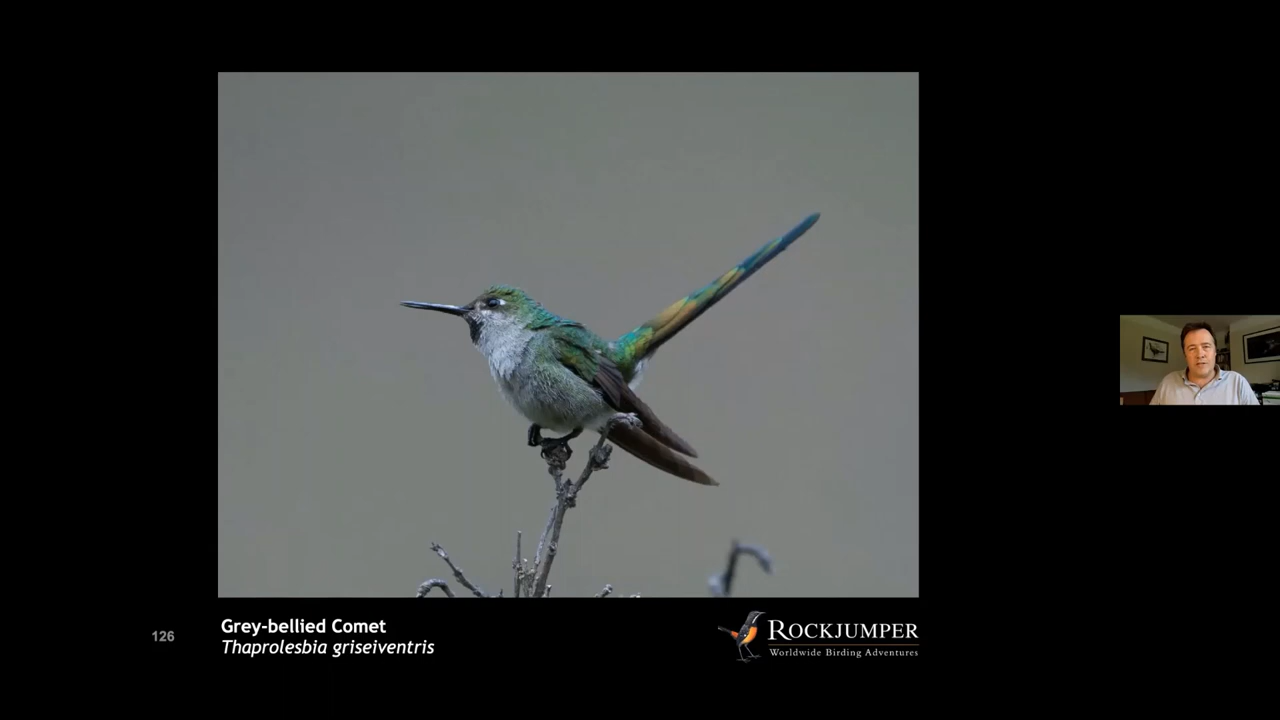 126
Grey-bellied Comet
Thaprolesbia griseiventris
ROCKJUMPER
Worldwide Birding Adventures